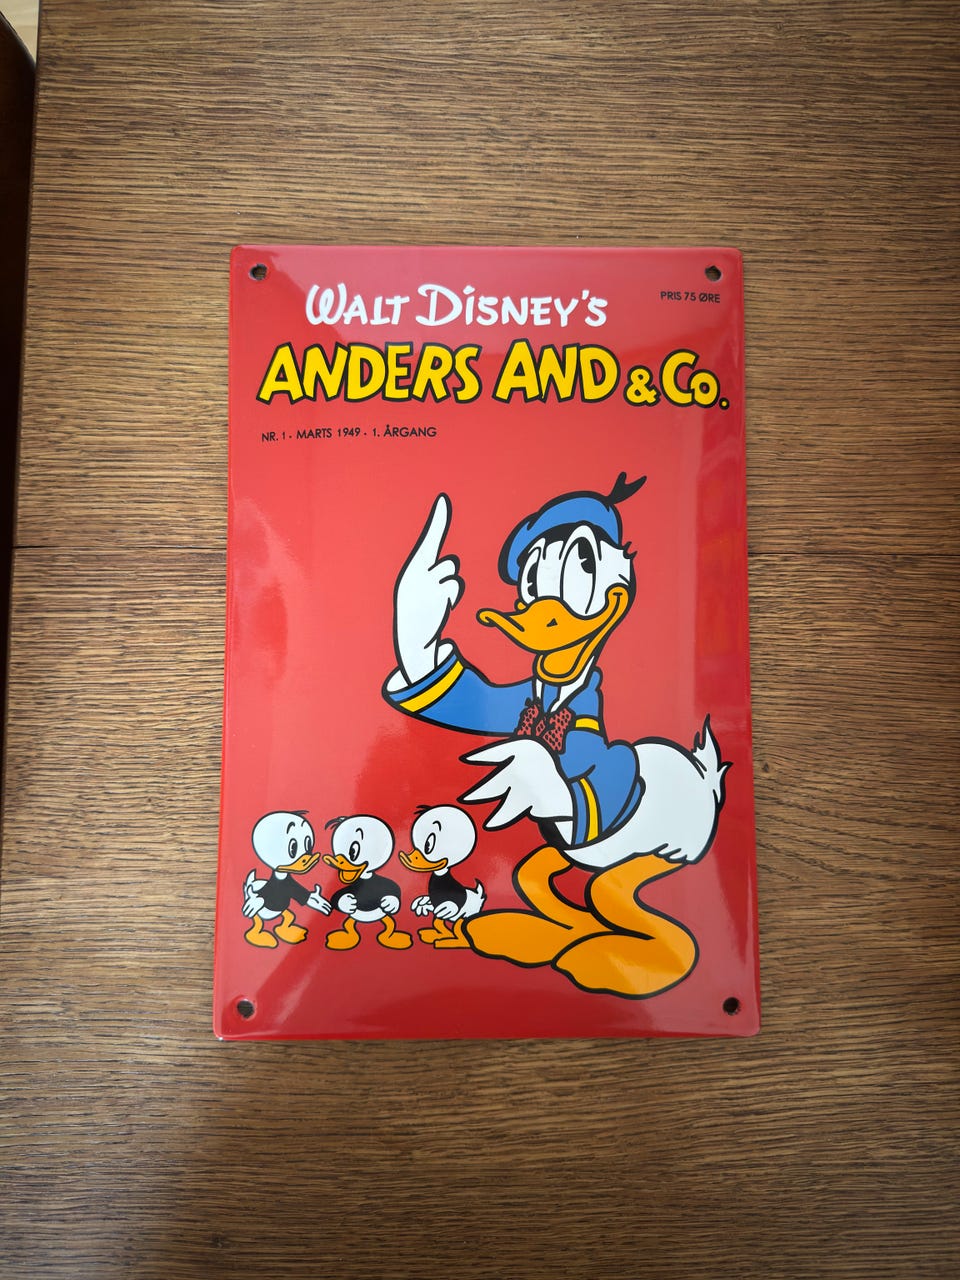 WALT DISNEY'S
PRIS 75 ØRE
ANDERS AND & CO.
NR. 1 · MARTS 1949 · 1. ÅRGANG